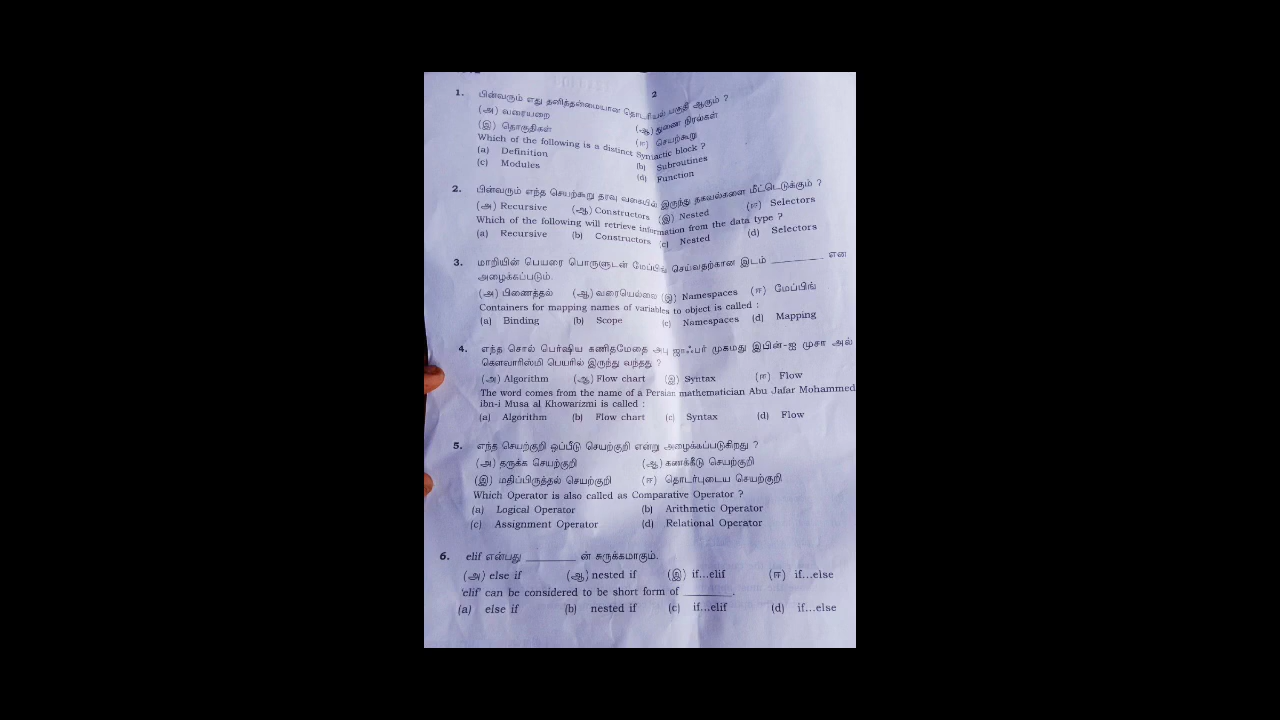 2
1. பின்வரும் எது தனித்தன்மையான தொடரியல் பகுதி ஆகும் ?
(அ) வரையறை (ஆ) துணை நிரல்கள்
(இ) தொகுதிகள் (ஈ) செயற்கூறு
Which of the following is a distinct Syntactic block ?
(a) Definition (b) Subroutines
(c) Modules (d) Function
2. பின்வரும் எந்த செயற்கூறு தரவு வகையில் இருந்து தகவல்களை மீட்டெடுக்கும் ?
(அ) Recursive (ஆ) Constructors (இ) Nested (ஈ) Selectors
Which of the following will retrieve information from the data type ?
(a) Recursive (b) Constructors (c) Nested (d) Selectors
3. மாறியின் பெயரை பொருளுடன் மேப்பிங் செய்வதற்கான இடம் ________ என
அழைக்கப்படும்.
(அ) பிணைத்தல் (ஆ) வரையெல்லை (இ) Namespaces (ஈ) மேப்பிங்
Containers for mapping names of variables to object is called :
(a) Binding (b) Scope (c) Namespaces (d) Mapping
4. எந்த சொல் பெர்ஷிய கணிதமேதை அபு ஜாஃபர் முகமது இபின்-ஐ முசா அல்
கௌவாரிஸ்மி பெயரில் இருந்து வந்தது ?
(அ) Algorithm (ஆ) Flow chart (இ) Syntax (ஈ) Flow
The word comes from the name of a Persian mathematician Abu Jafar Mohammed
ibn-i Musa al Khowarizmi is called :
(a) Algorithm (b) Flow chart (c) Syntax (d) Flow
5. எந்த செயற்குறி ஒப்பீடு செயற்குறி என்று அழைக்கப்படுகிறது ?
(அ) தருக்க செயற்குறி (ஆ) கணக்கீடு செயற்குறி
(இ) மதிப்பிருத்தல் செயற்குறி (ஈ) தொடர்புடைய செயற்குறி
Which Operator is also called as Comparative Operator ?
(a) Logical Operator (b) Arithmetic Operator
(c) Assignment Operator (d) Relational Operator
6. elif என்பது ________ ன் சுருக்கமாகும்.
(அ) else if (ஆ) nested if (இ) if...elif (ஈ) if...else
'elif' can be considered to be short form of ________.
(a) else if (b) nested if (c) if...elif (d) if...else